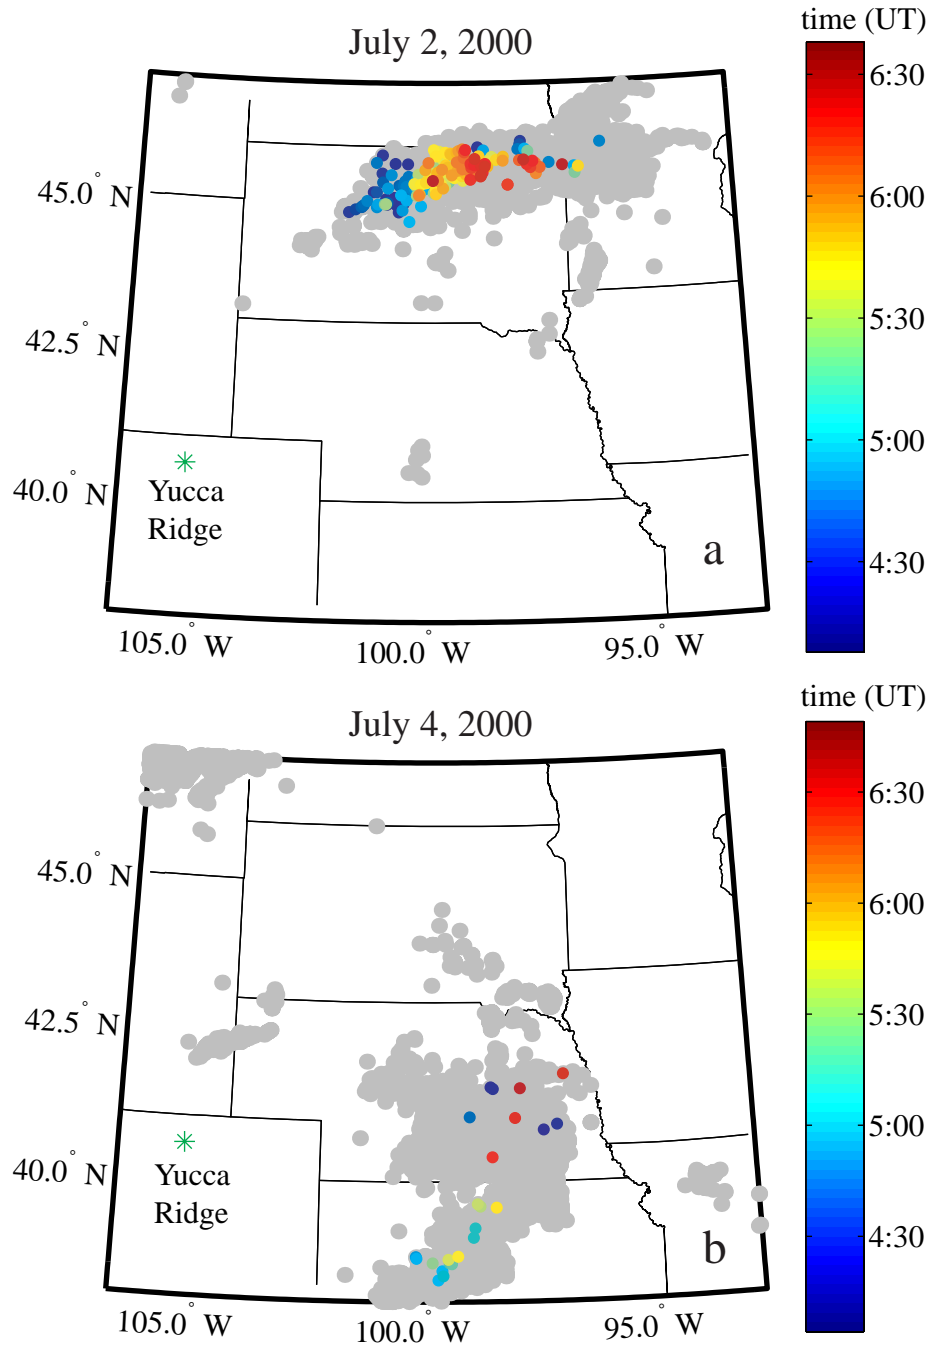 time (UT)
July 2, 2000
6:30
45.0° N
6:00
5:30
42.5° N
5:00
40.0° N
Yucca
Ridge
a
4:30
105.0° W
100.0° W
95.0° W
time (UT)
July 4, 2000
6:30
45.0° N
6:00
42.5° N
5:30
5:00
40.0° N
Yucca
Ridge
b
4:30
105.0° W
100.0° W
95.0° W